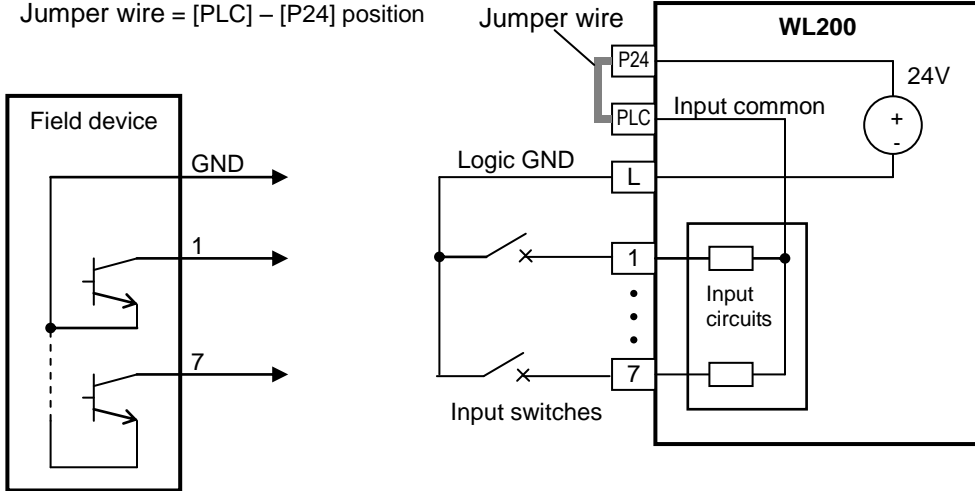 Jumper wire = [PLC] – [P24] position
Jumper wire
WL200
P24
24V
PLC
Input common
+
-
Field device
GND
Logic GND
L
1
1
Input
circuits
7
7
Input switches